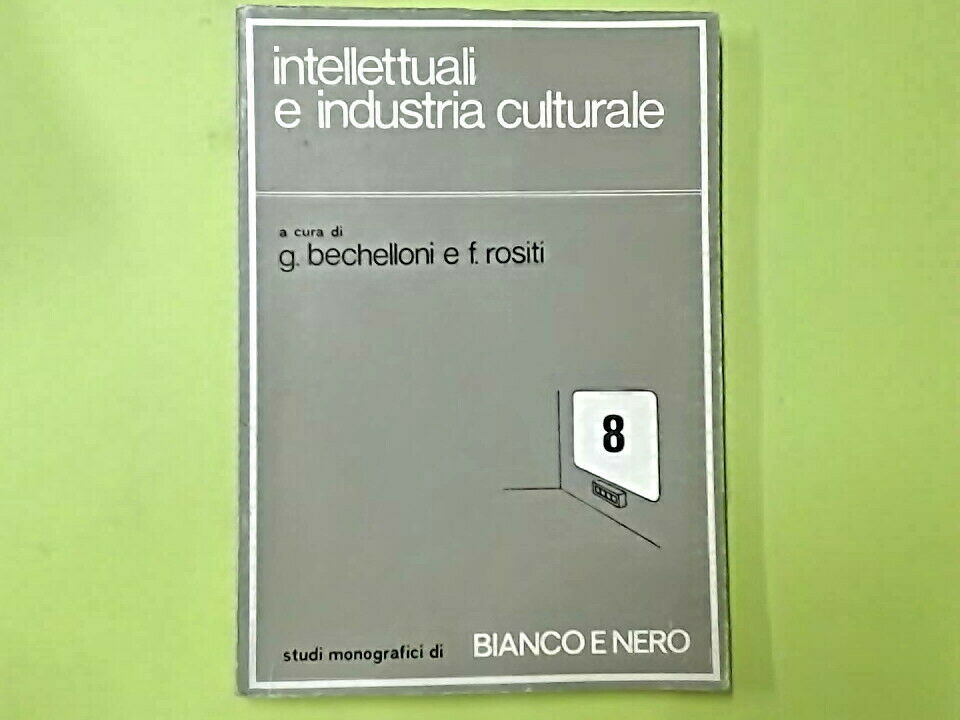 intellettuali
e industria culturale
a cura di
g. bechelloni e f. rositi
8
studi monografici di BIANCO E NERO